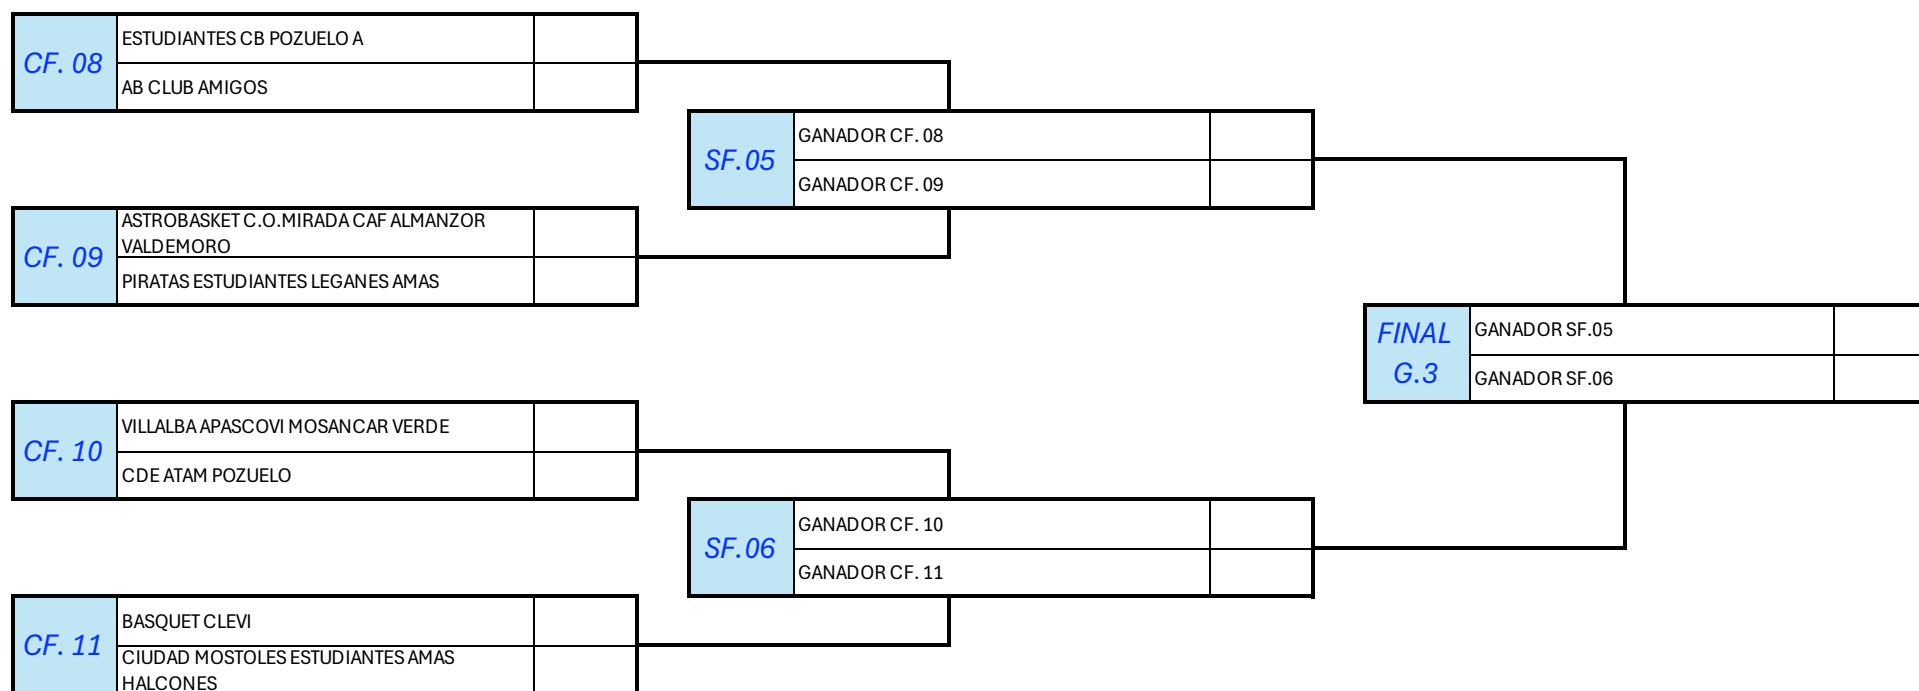 CF. 08
ESTUDIANTES CB POZUELO A
AB CLUB AMIGOS
SF.05
GANADOR CF. 08
GANADOR CF. 09
CF. 09
ASTROBASKET C.O.MIRADA CAF ALMANZOR
VALDEMORO
PIRATAS ESTUDIANTES LEGANES AMAS
FINAL
G.3
GANADOR SF.05
GANADOR SF.06
CF. 10
VILLALBA APASCOVI MOSANCAR VERDE
CDE ATAM POZUELO
SF.06
GANADOR CF. 10
GANADOR CF. 11
CF. 11
BASQUET CLEVI
CIUDAD MOSTOLES ESTUDIANTES AMAS
HALCONES